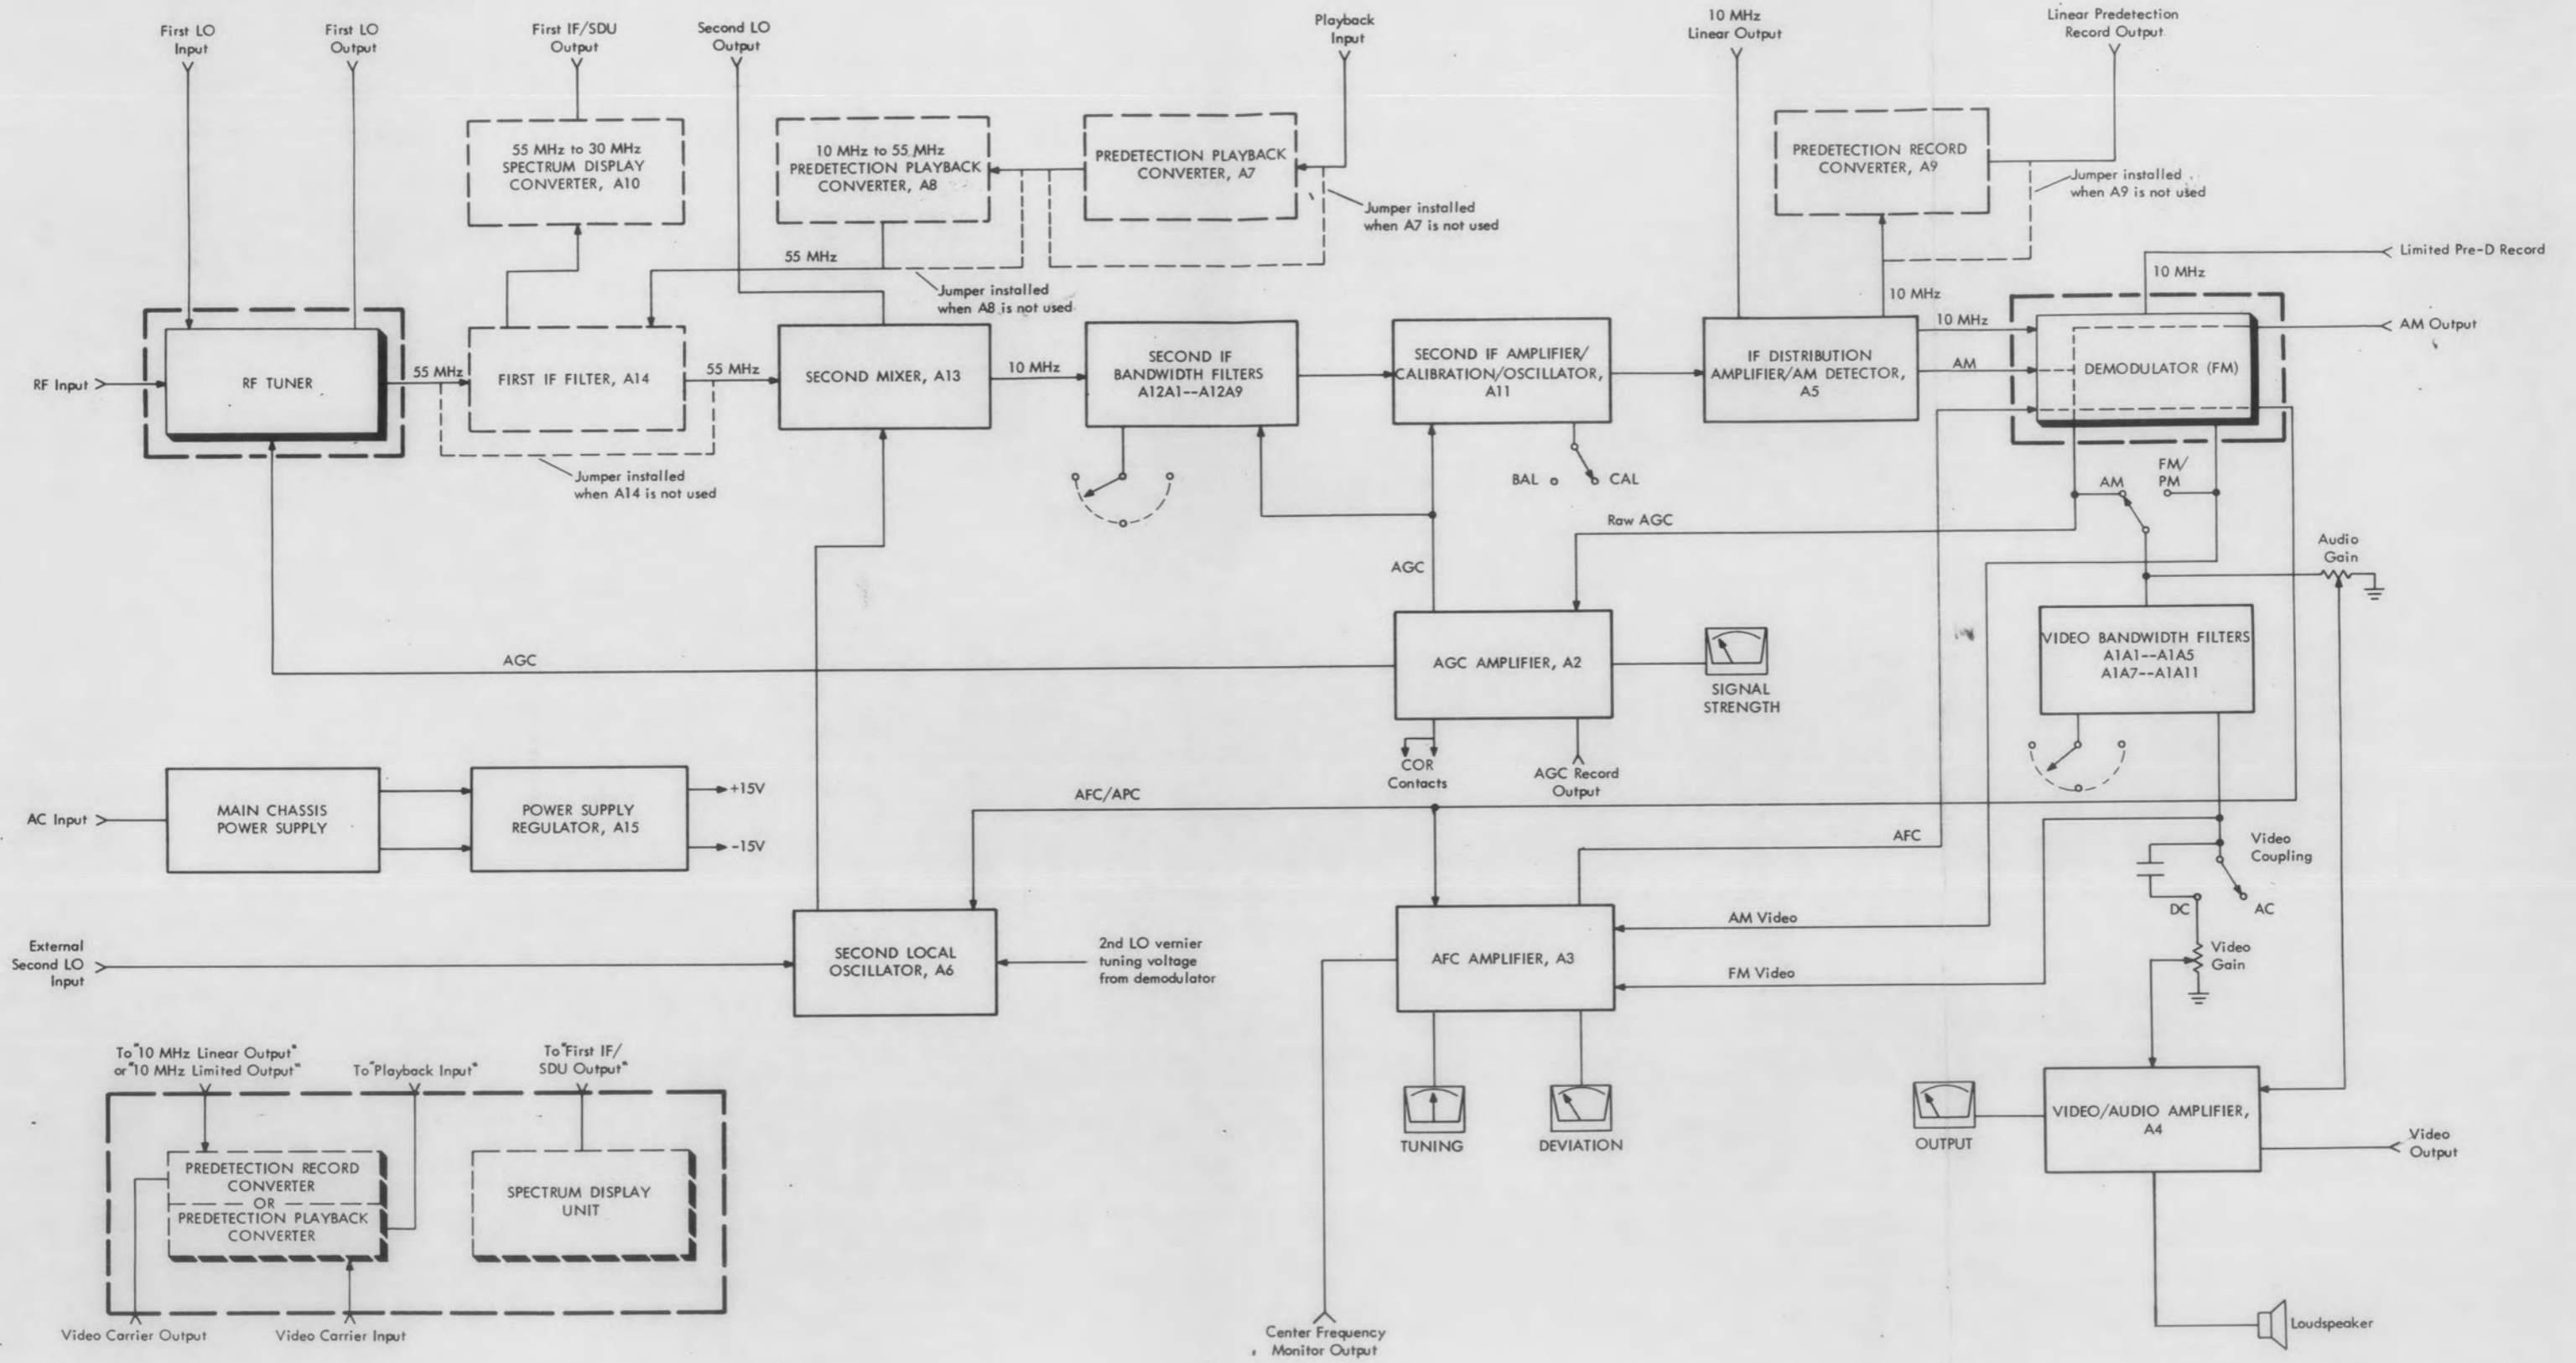 First LO
Input
First LO
Output
First IF/SDU
Output
Second LO
Output
Playback
Input
10 MHz
Linear Output
Linear Predetection
Record Output
55 MHz to 30 MHz
SPECTRUM DISPLAY
CONVERTER, A10
10 MHz to 55 MHz
PREDETECTION PLAYBACK
CONVERTER, A8
PREDETECTION PLAYBACK
CONVERTER, A7
Jumper installed
when A7 is not used
PREDETECTION RECORD
CONVERTER, A9
Jumper installed
when A9 is not used
55 MHz
Jumper installed
when A8 is not used
10 MHz
10 MHz
Limited Pre-D Record
RF Input
RF TUNER
55 MHz
FIRST IF FILTER, A14
55 MHz
SECOND MIXER, A13
10 MHz
SECOND IF
BANDWIDTH FILTERS
A12A1--A12A9
SECOND IF AMPLIFIER/
CALIBRATION/OSCILLATOR,
A11
IF DISTRIBUTION
AMPLIFIER/AM DETECTOR,
A5
10 MHz
AM
DEMODULATOR (FM)
AM Output
Jumper installed
when A14 is not used
BAL
CAL
AM
FM/
PM
Raw AGC
AGC
Audio
Gain
AGC
AGC AMPLIFIER, A2
SIGNAL
STRENGTH
VIDEO BANDWIDTH FILTERS
A1A1--A1A5
A1A7--A1A11
COR
Contacts
AGC Record
Output
AC Input
MAIN CHASSIS
POWER SUPPLY
POWER SUPPLY
REGULATOR, A15
+15V
-15V
AFC/APC
AFC
Video
Coupling
DC
AC
External
Second LO
Input
SECOND LOCAL
OSCILLATOR, A6
2nd LO vernier
tuning voltage
from demodulator
AFC AMPLIFIER, A3
AM Video
FM Video
Video
Gain
To "10 MHz Linear Output"
or "10 MHz Limited Output"
To "Playback Input"
To "First IF/
SDU Output"
PREDETECTION RECORD
CONVERTER
OR
PREDETECTION PLAYBACK
CONVERTER
SPECTRUM DISPLAY
UNIT
TUNING
DEVIATION
OUTPUT
VIDEO/AUDIO AMPLIFIER,
A4
Video
Output
Video Carrier Output
Video Carrier Input
Center Frequency
Monitor Output
Loudspeaker